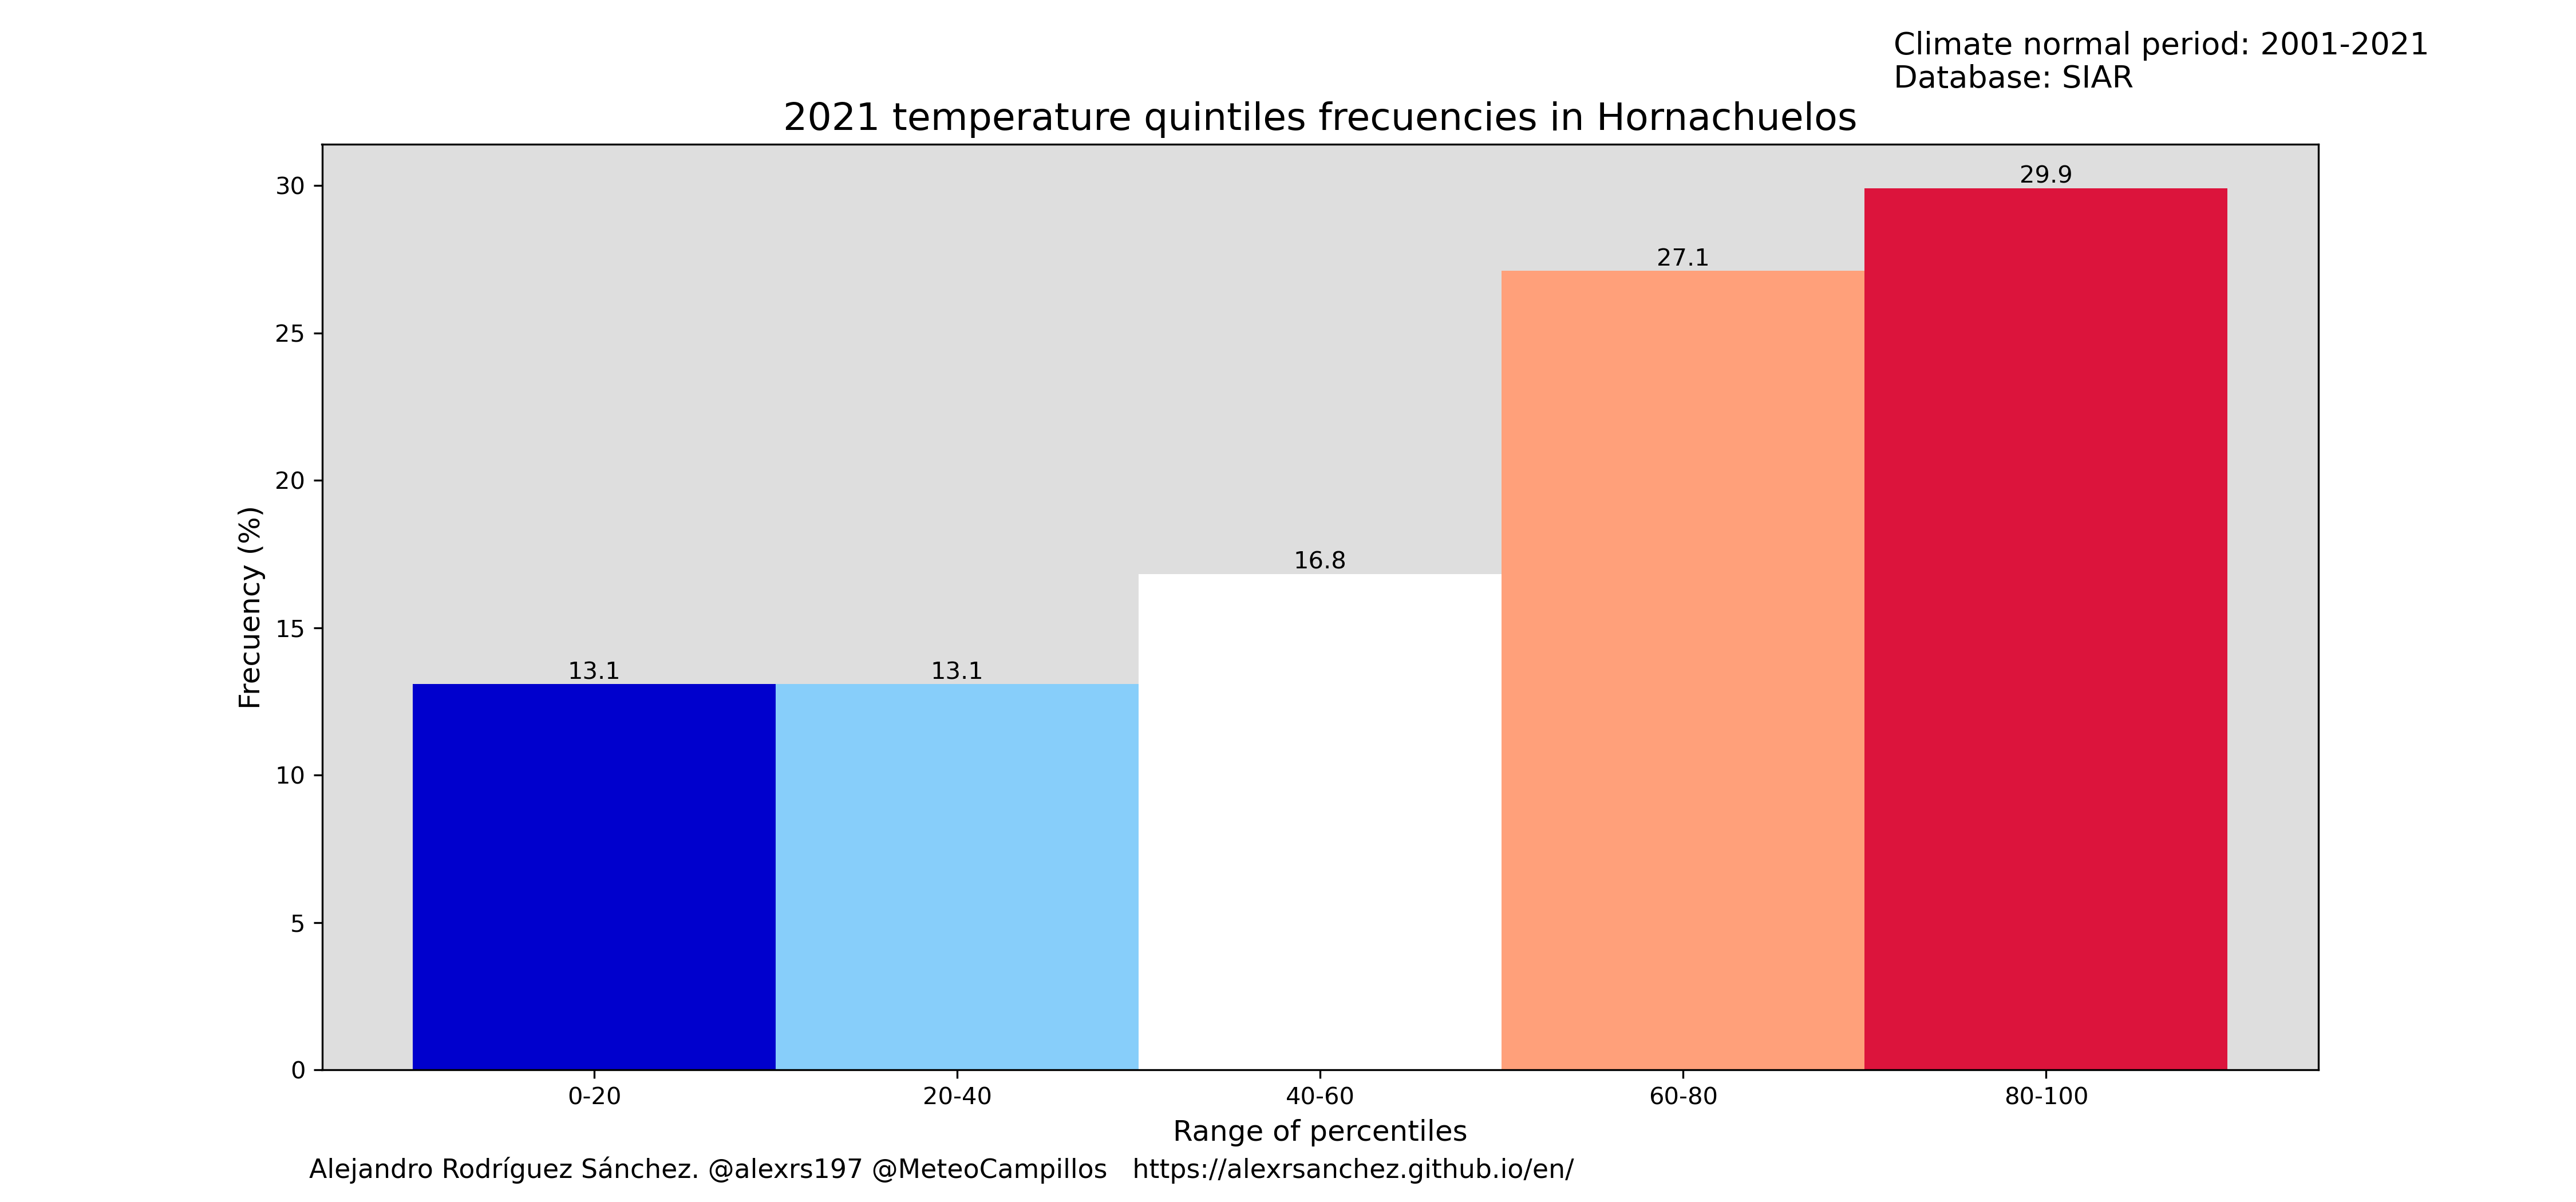 Climate normal period: 2001-2021
Database: SIAR
2021 temperature quintiles frecuencies in Hornachuelos
Frecuency (%)
30
25
20
15
10
5
0
13.1
13.1
16.8
27.1
29.9
0-20
20-40
40-60
60-80
80-100
Range of percentiles
Alejandro Rodríguez Sánchez. @alexrs197 @MeteoCampillos https://alexrsanchez.github.io/en/